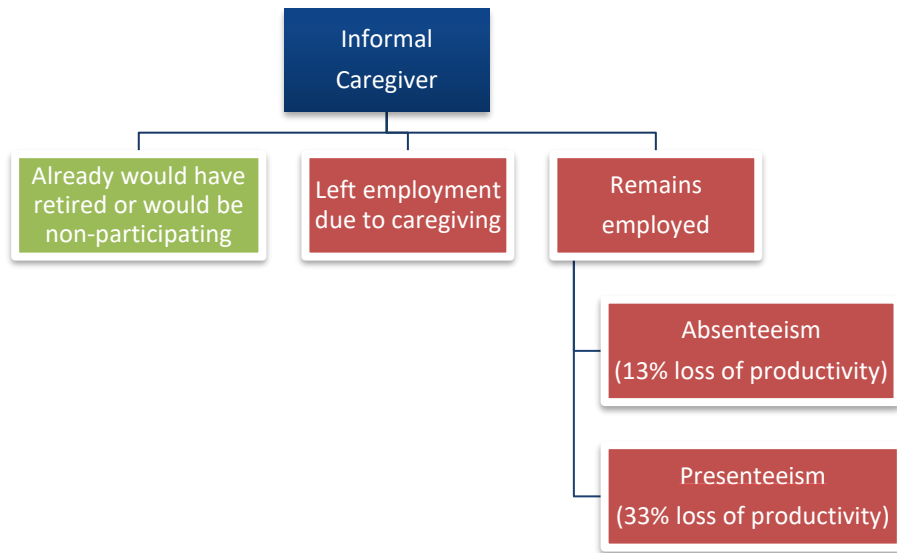 Informal
Caregiver
Already would have
retired or would be
non-participating
Left employment
due to caregiving
Remains
employed
Absenteeism
(13% loss of productivity)
Presenteeism
(33% loss of productivity)